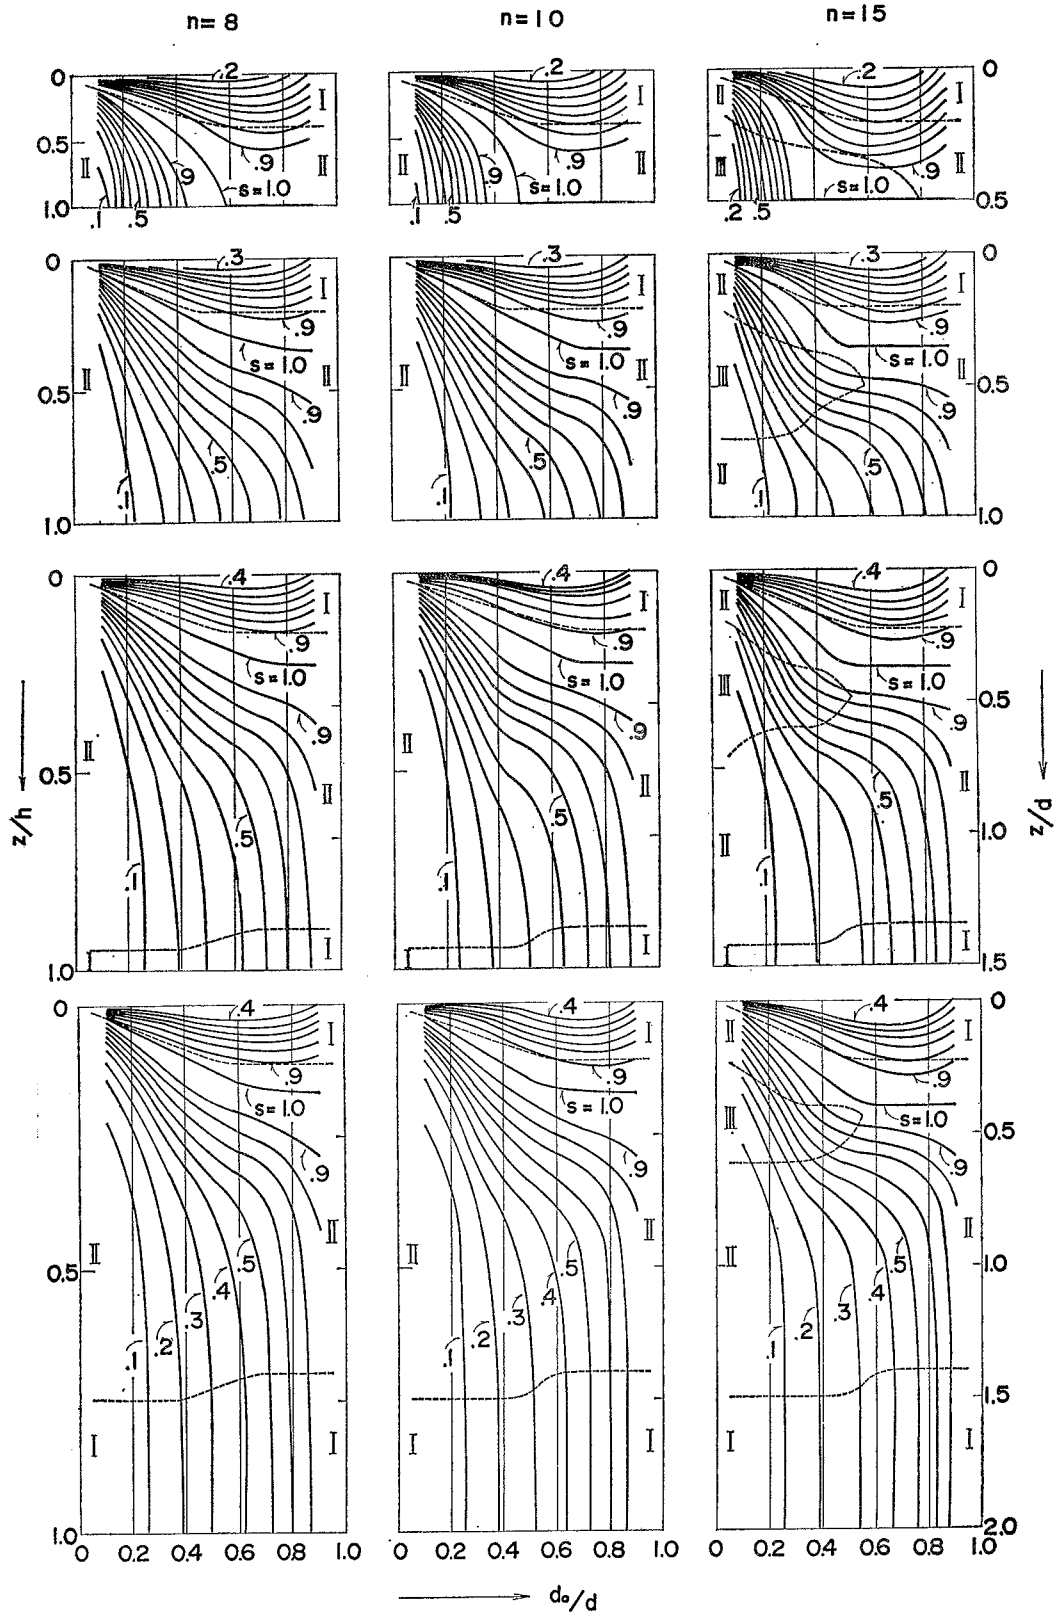 n=8 n=10 n=15
0 .2 I .2 I .2 0
II I
0.5 .9 II .9 II .9 II
II .9 s=1.0 II .9 s=1.0 III s=1.0
1.0 .1 .5 .1 .5 .2 .5 0.5
0 .3 I .3 I .3 0
II I
.9 .9 .9
s=1.0 s=1.0 s=1.0
II II II III II
0.5 .9 .9 .9 0.5
.5 .5 .5
.1 .1 II .1
1.0 1.0
0 .4 I .4 I .4 0
II I
.9 .9 .9
s=1.0 s=1.0 III s=1.0 0.5
.9 .9 .9
II II
0.5 II II II
.5 .5 .5
z/h z/d
1.0
II
.1 .1 .1
I I I I I I
1.0 1.5
0 .4 I .4 I .4 0
II I
.9 .9 .9
s=1.0 s=1.0 III s=1.0
0.5
.9 .9 .9
II II II
II II II
0.5 .5 .5 .5 1.0
.4 .4 .4
.3 .3 .3
.1 .2 .1 .2 .1 .2
1.5
I I I I I I
1.0 2.0
0 0.2 0.4 0.6 0.8 1.0 0 0.2 0.4 0.6 0.8 1.0 0 0.2 0.4 0.6 0.8 1.0